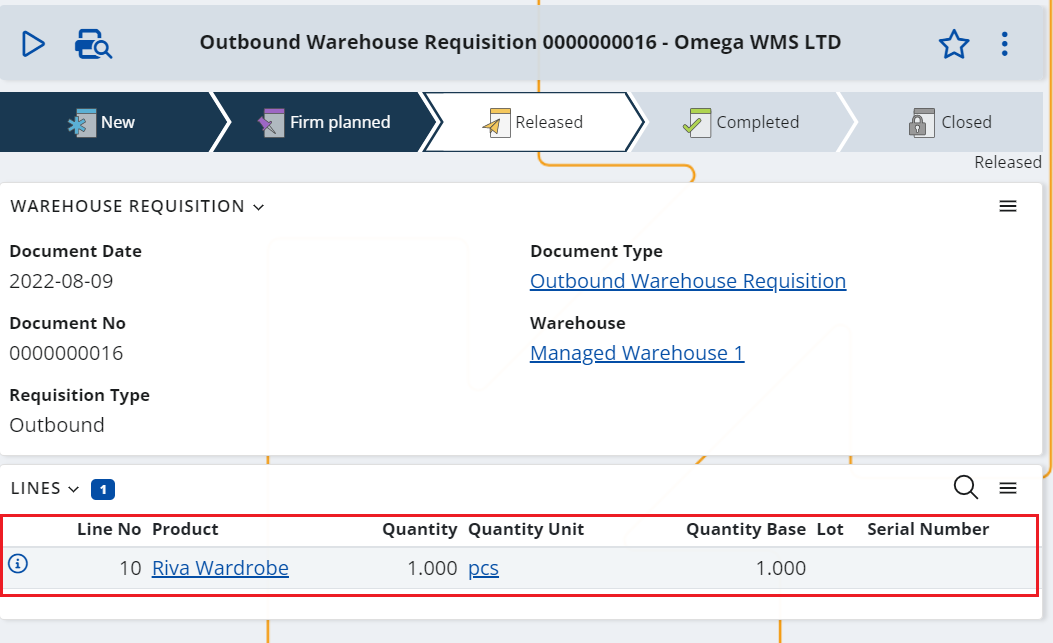 Outbound Warehouse Requisition 0000000016 - Omega WMS LTD
New Firm planned Released Completed Closed
Released
WAREHOUSE REQUISITION
Document Date
2022-08-09
Document Type
Outbound Warehouse Requisition
Document No
0000000016
Warehouse
Managed Warehouse 1
Requisition Type
Outbound
LINES 1
Line No Product Quantity Quantity Unit Quantity Base Lot Serial Number
10 Riva Wardrobe 1.000 pcs 1.000